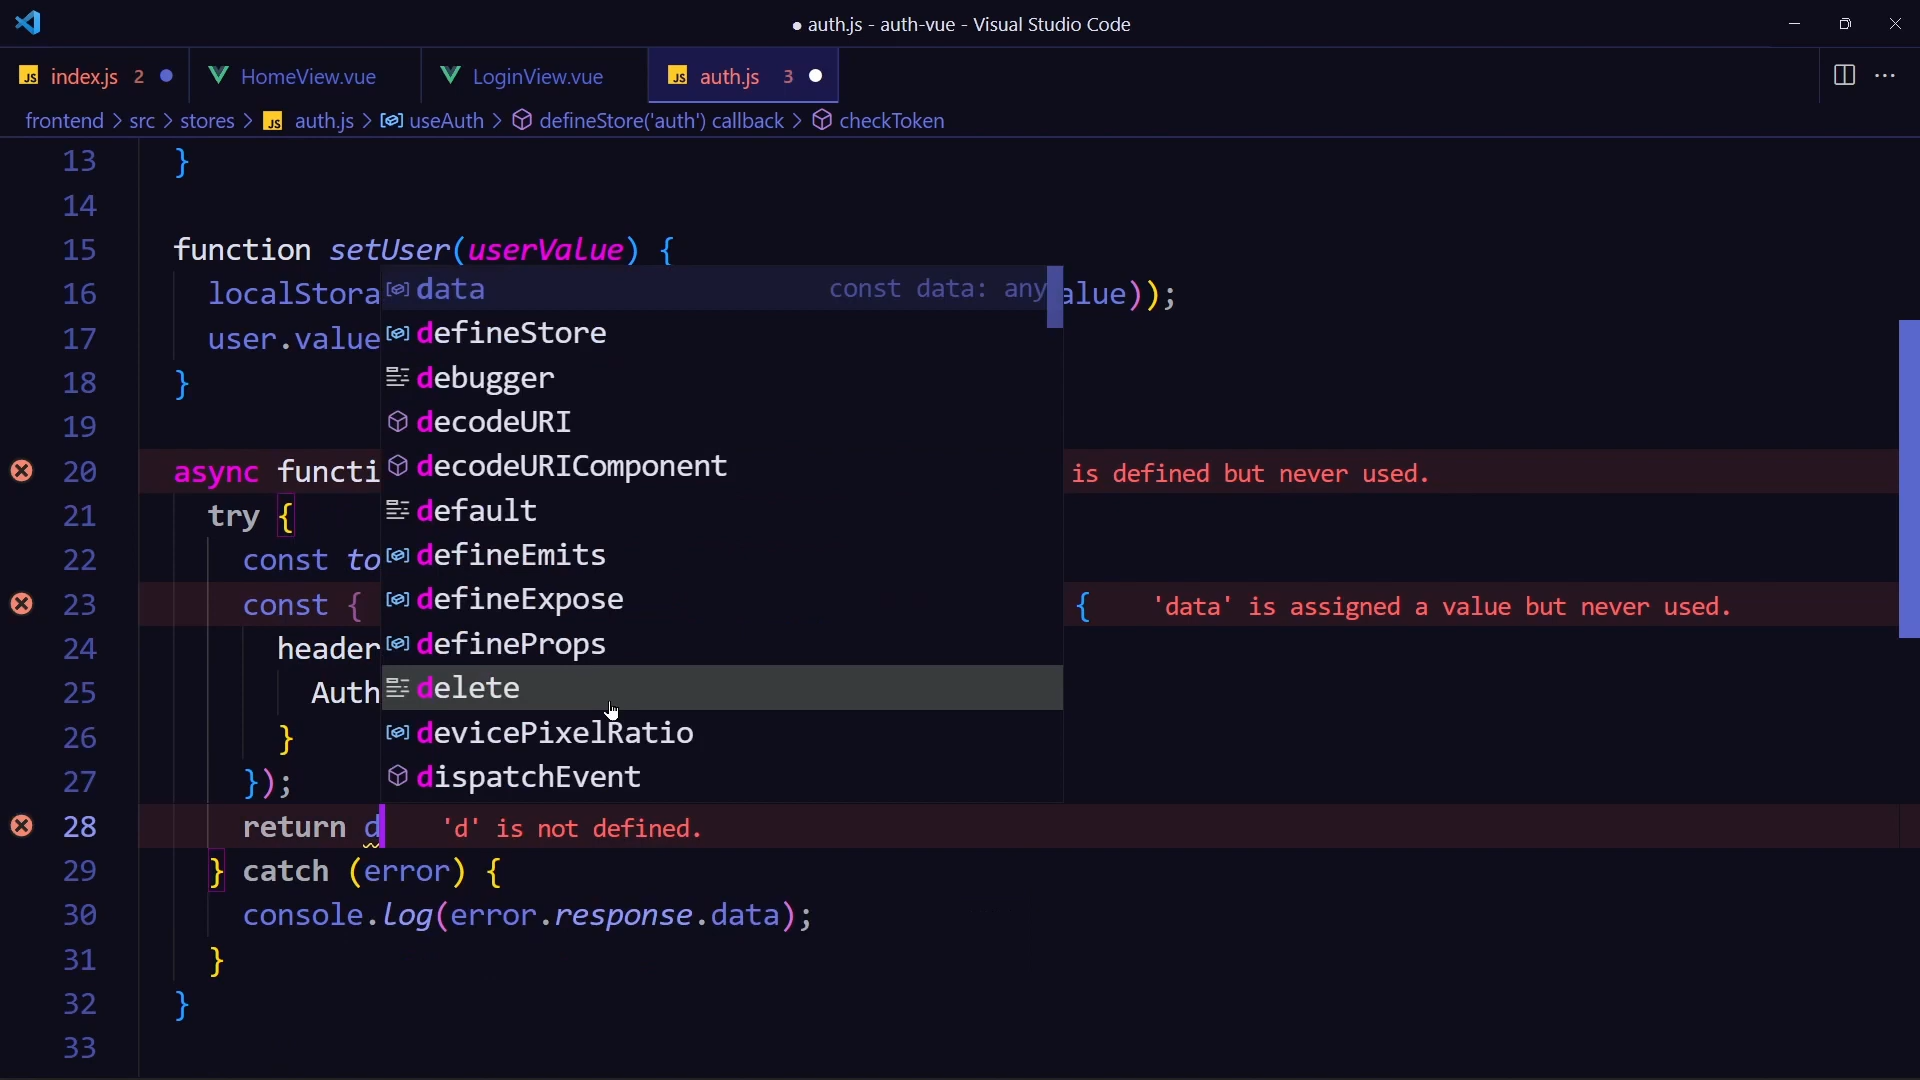 ● auth.js - auth-vue - Visual Studio Code
JS index.js 2 ● HomeView.vue LoginView.vue JS auth.js 3 ●
frontend > src > stores > JS auth.js > useAuth > defineStore('auth') callback > checkToken
13 }
14
15 function setUser(userValue) {
16 localStora alue));
17 user.value
18 }
19
20 async functi is defined but never used.
21 try {
22 const to
23 const { { 'data' is assigned a value but never used.
24 header
25 Auth
26 }
27 });
28 return d 'd' is not defined.
29 } catch (error) {
30 console.log(error.response.data);
31 }
32 }
33
data const data: any
defineStore
debugger
decodeURI
decodeURIComponent
default
defineEmits
defineExpose
defineProps
delete
devicePixelRatio
dispatchEvent